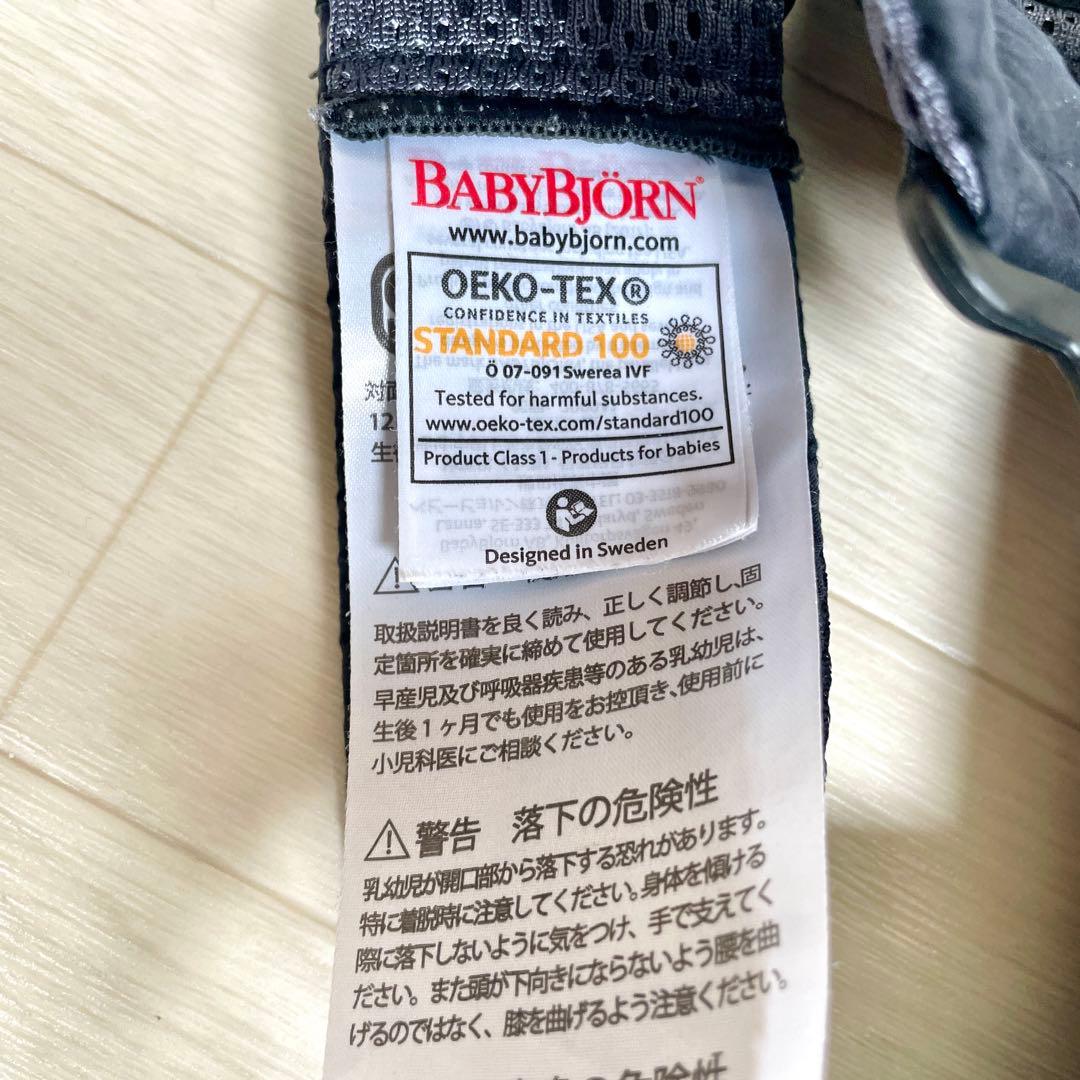 BABYBJÖRN®
www.babybjorn.com
OEKO-TEX®
CONFIDENCE IN TEXTILES
STANDARD 100
Ö 07-091 Swerea IVF
Tested for harmful substances.
www.oeko-tex.com/standard100
Product Class 1 - Products for babies
Designed in Sweden
対面
12
生後
取扱説明書を良く読み、正しく調節し、固
定箇所を確実に締めて使用してください。
早産児及び呼吸器疾患等のある乳幼児は、
生後1ヶ月でも使用をお控頂き、使用前に
小児科医にご相談ください。
警告 落下の危険性
乳幼児が開口部から落下する恐れがあります。
特に着脱時に注意してください。身体を傾ける
際に落下しないように気をつけ、手で支えてく
ださい。また頭が下向きにならないよう腰を曲
げるのではなく、膝を曲げるよう注意ください。